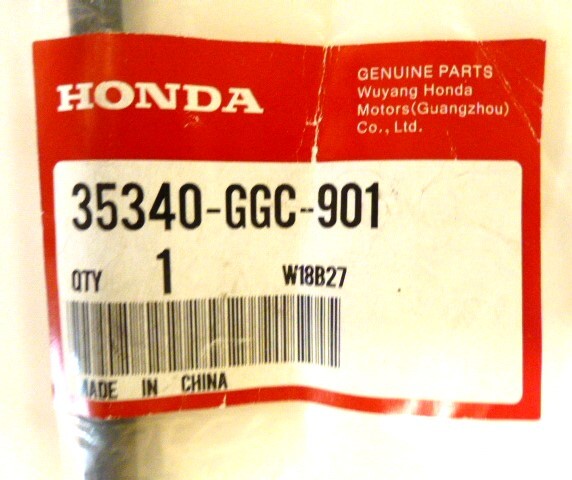 HONDA
GENUINE PARTS
Wuyang Honda
Motors(Guangzhou)
Co., Ltd.
35340-GGC-901
QTY 1 W18B27
MADE IN CHINA